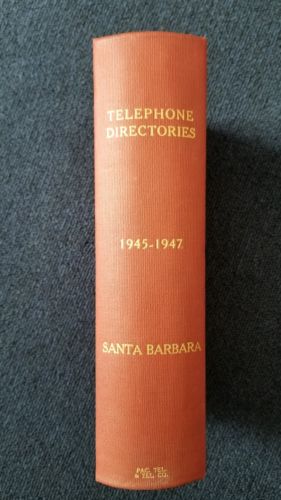 TELEPHONE
DIRECTORIES
1945-1947
SANTA BARBARA
PAC. TEL.
& TEL. CO.